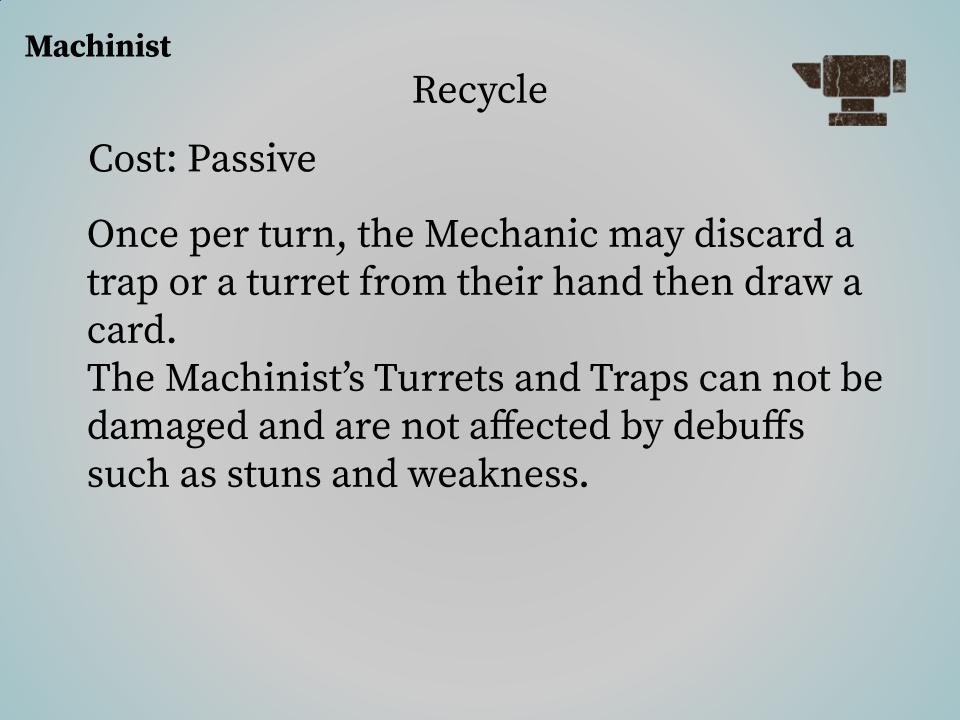 Machinist
Recycle
Cost: Passive
Once per turn, the Mechanic may discard a
trap or a turret from their hand then draw a
card.
The Machinist’s Turrets and Traps can not be
damaged and are not affected by debuffs
such as stuns and weakness.